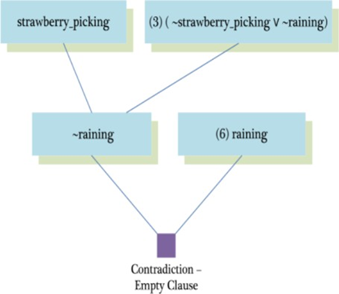 strawberry_picking
(3) ( ~strawberry_picking ∨ ~raining)
~raining
(6) raining
Contradiction –
Empty Clause